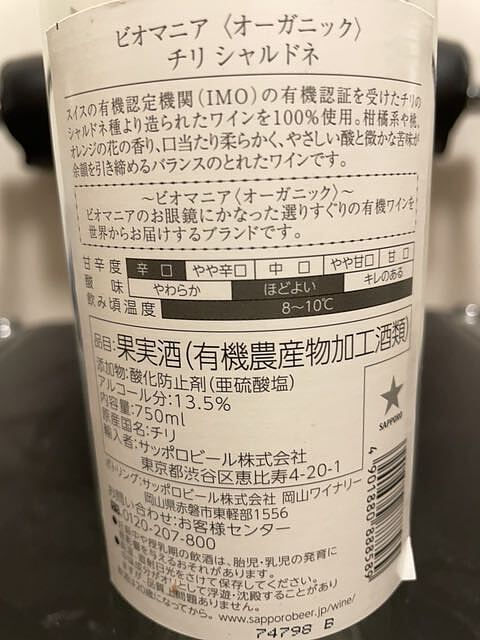 ビオマニア〈オーガニック〉
チリ シャルドネ
スイスの有機認定機関(IMO)の有機認証を受けたチリの
シャルドネ種より造られたワインを100%使用。柑橘系や桃、
オレンジの花の香り、口当たり柔らかく、やさしい酸と微かな苦味が
余韻を引き締めるバランスのとれたワインです。
～ビオマニア〈オーガニック〉～
ビオマニアのお眼鏡にかなった選りすぐりの有機ワインを
世界からお届けするブランドです。
甘辛度 辛口 やや辛口 中口 やや甘口 甘口
酸味 やわらか ほどよい キレのある
飲み頃温度 8～10℃
品目:果実酒(有機農産物加工酒類)
添加物:酸化防止剤(亜硫酸塩)
アルコール分:13.5%
内容量:750ml
原産国名:チリ
輸入者:サッポロビール株式会社
東京都渋谷区恵比寿4-20-1
SAPPORO
ボトリング:サッポロビール株式会社 岡山ワイナリー
岡山県赤磐市東軽部1556
お問い合わせ:お客様センター
0120-207-800
や授乳期の飲酒は、胎児・乳児の発育に
るおそれがあります。
直射日光をさけて保存してください。
として浮遊・沈殿することがあり
問題ありません。
20歳になってから。 www.sapporobeer.jp/wine/
74798 B